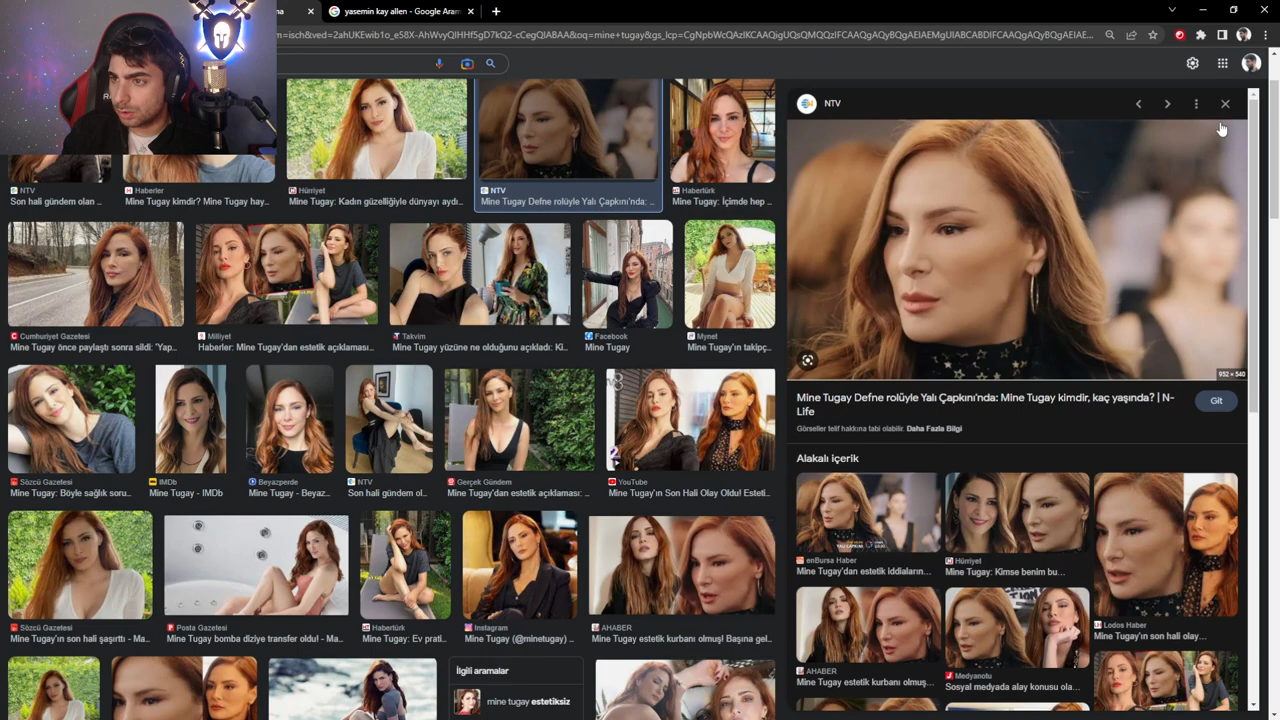 yasemin kay allen - Google Aram
m=isch&ved=2ahUKEwib1o_e58X-AhWvyQIHHf5gD7kQ2-cCegQIABAA&oq=mine+tugay&gs_lcp=
NTV
NTV
Son hali gündem olan ...
Haberler
Mine Tugay kimdir? Mine Tugay hay...
Hürriyet
Mine Tugay: Kadın güzelliğiyle dünyayı aydı...
NTV
Mine Tugay Defne rolüyle Yalı Çapkını'nda: ...
Habertürk
Mine Tugay: İçimde hep ...
Cumhuriyet Gazetesi
Mine Tugay önce paylaştı sonra sildi: 'Yap...
Milliyet
Haberler: Mine Tugay'dan estetik açıklaması...
Takvim
Mine Tugay yüzüne ne olduğunu açıkladı: Ki...
Facebook
Mine Tugay
Mynet
Mine Tugay'ın takipç...
952 × 540
Mine Tugay Defne rolüyle Yalı Çapkını'nda: Mine Tugay kimdir, kaç yaşında? | N-
Life
Git
Görseller telif hakkına tabi olabilir. Daha Fazla Bilgi
Alakalı içerik
Sözcü Gazetesi
Mine Tugay: Böyle sağlık soru...
IMDb
Mine Tugay - IMDb
Beyazperde
Mine Tugay - Beyaz...
NTV
Son hali gündem ol...
Gerçek Gündem
Mine Tugay'dan estetik açıklaması: ...
YouTube
Mine Tugay'ın Son Hali Olay Oldu! Esteti...
enBursa Haber
Mine Tugay'dan estetik iddiaların...
Hürriyet
Mine Tugay: Kimse benim bu...
Lodos Haber
Mine Tugay'ın son hali olay...
Sözcü Gazetesi
Mine Tugay'ın son hali şaşırttı - Ma...
Posta Gazetesi
Mine Tugay bomba diziye transfer oldu! - Ma...
Habertürk
Mine Tugay: Ev prati...
Instagram
Mine Tugay (@minetugay) ...
AHABER
Mine Tugay estetik kurbanı olmuş! Başına gel...
AHABER
Mine Tugay estetik kurbanı olmuş...
Medyanotu
Sosyal medyada alay konusu ola...
İlgili aramalar
mine tugay estetiksiz